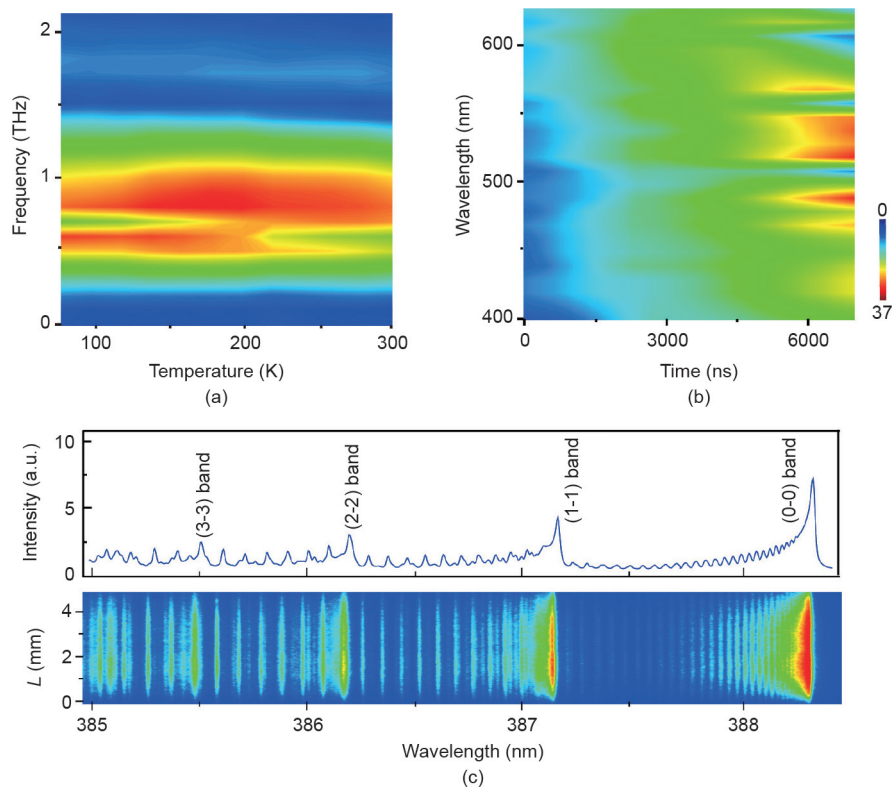 2
1
0
Frequency (THz)
100
200
300
Temperature (K)
(a)
600
500
400
Wavelength (nm)
0
3000
6000
Time (ns)
(b)
0
37
10
5
0
Intensity (a.u.)
(3-3) band
(2-2) band
(1-1) band
(0-0) band
4
2
0
L (mm)
385
386
387
388
Wavelength (nm)
(c)